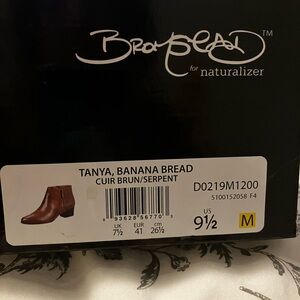 for naturalizer
TM
TANYA, BANANA BREAD
CUIR BRUN/SERPENT
D0219M1200
S100152058 F4
UK
7½
EUR
41
cm
26½
US
9½
M